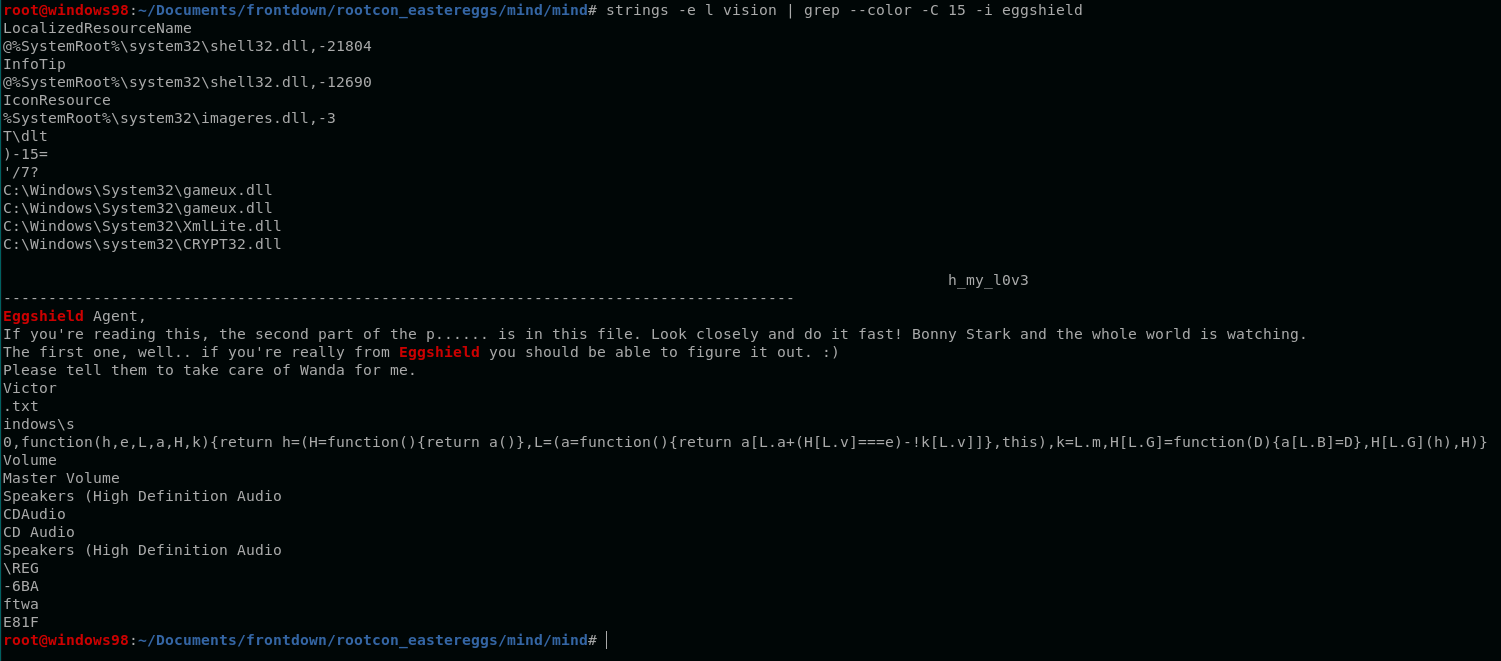 root@windows98:~/Documents/frontdown/rootcon_eastereggs/mind/mind# strings -e l vision | grep --color -C 15 -i eggshield
LocalizedResourceName
@%SystemRoot%\system32\shell32.dll,-21804
InfoTip
@%SystemRoot%\system32\shell32.dll,-12690
IconResource
%SystemRoot%\system32\imageres.dll,-3
T\dlt
)-15=
'/7?
C:\Windows\System32\gameux.dll
C:\Windows\System32\gameux.dll
C:\Windows\System32\XmlLite.dll
C:\Windows\system32\CRYPT32.dll
h_my_l0v3
----------------------------------------------------------------------------------------
Eggshield Agent,
If you're reading this, the second part of the p...... is in this file. Look closely and do it fast! Bonny Stark and the whole world is watching.
The first one, well.. if you're really from Eggshield you should be able to figure it out. :)
Please tell them to take care of Wanda for me.
Victor
.txt
indows\s
0,function(h,e,L,a,H,k){return h=(H=function(){return a()},L=(a=function(){return a[L.a+(H[L.v]===e)-!k[L.v]]},this),k=L.m,H[L.G]=function(D){a[L.B]=D},H[L.G](h),H)}
Volume
Master Volume
Speakers (High Definition Audio
CDAudio
CD Audio
Speakers (High Definition Audio
\REG
-6BA
ftwa
E81F
root@windows98:~/Documents/frontdown/rootcon_eastereggs/mind/mind#